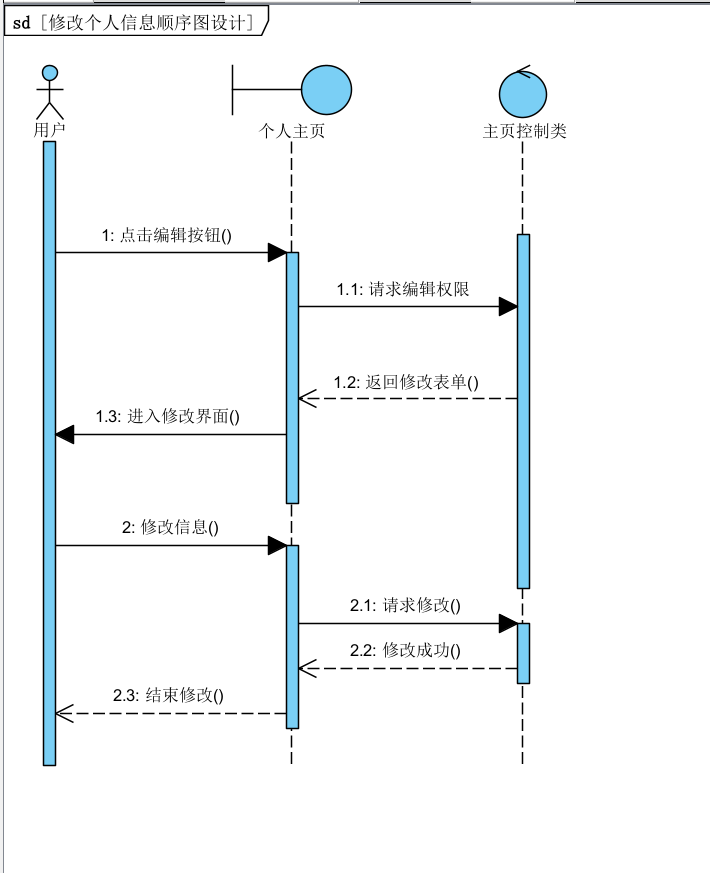 sd [修改个人信息顺序图设计]
用户
个人主页
主页控制类
1: 点击编辑按钮()
1.1: 请求编辑权限
1.2: 返回修改表单()
1.3: 进入修改界面()
2: 修改信息()
2.1: 请求修改()
2.2: 修改成功()
2.3: 结束修改()